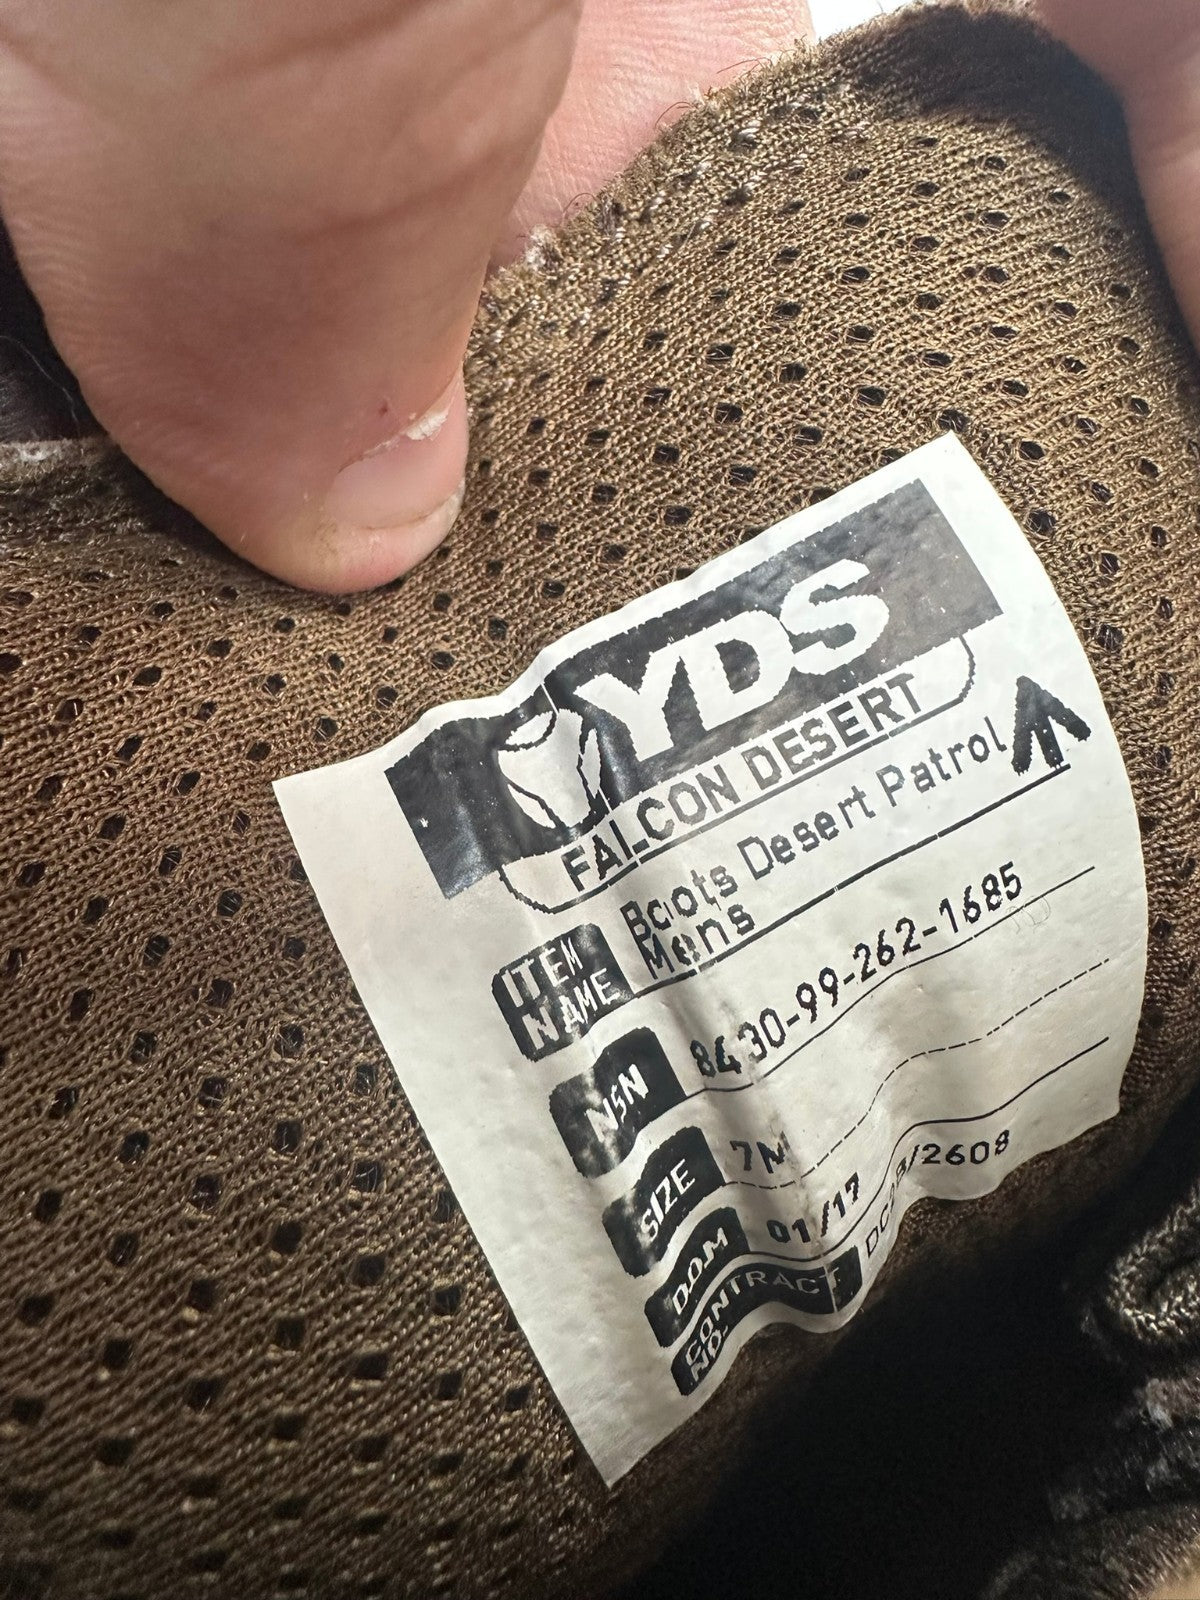 YDS
FALCON DESERT
ITEM NAME Boots Desert Patrol
Mens
NSN 8430-99-262-1685
SIZE 7M
D.O.M 01/17
CONTRACT NO. /2608